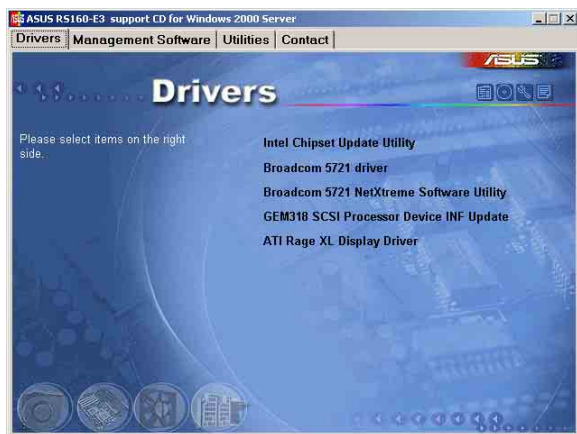 ASUS RS160-E3 support CD for Windows 2000 Server
Drivers Management Software Utilities Contact
ASUS
Drivers
Please select items on the right
side.
Intel Chipset Update Utility
Broadcom 5721 driver
Broadcom 5721 NetXtreme Software Utility
GEM318 SCSI Processor Device INF Update
ATI Rage XL Display Driver